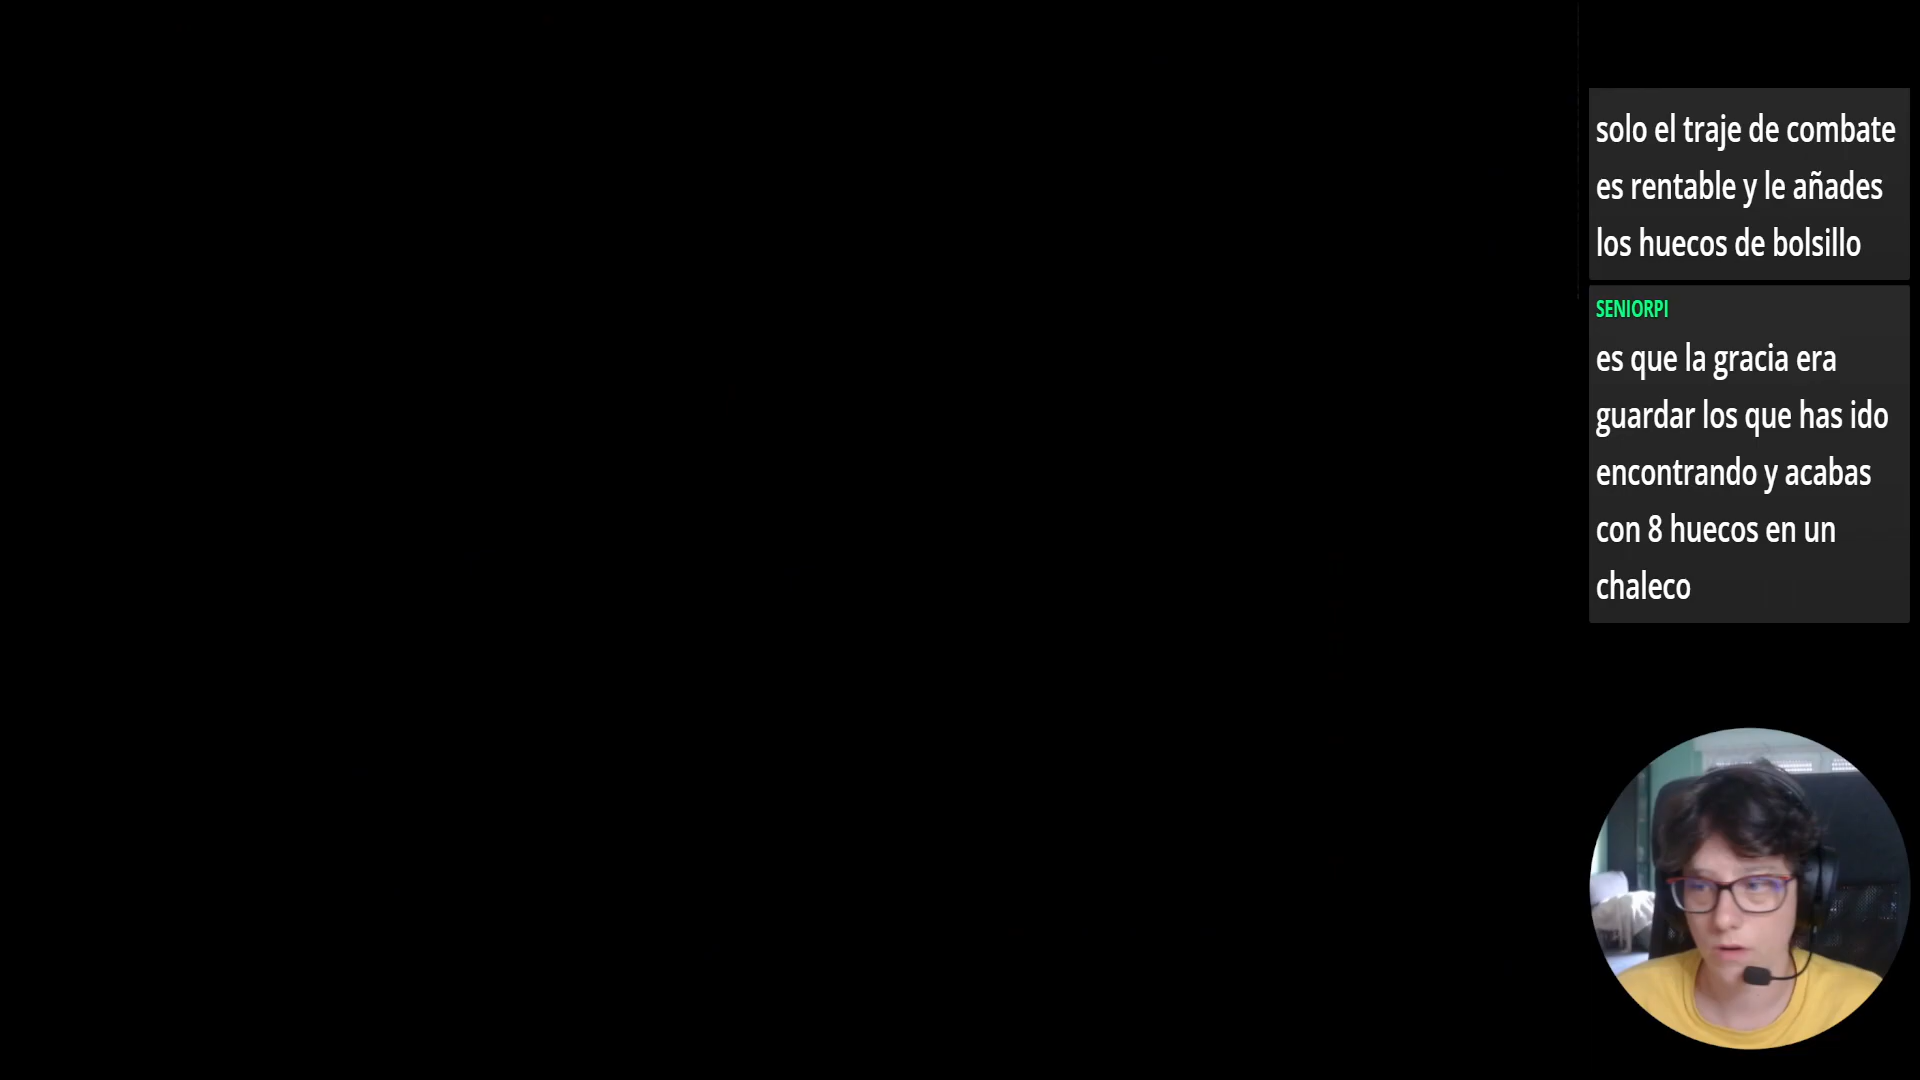 solo el traje de combate
es rentable y le añades
los huecos de bolsillo
SENIORPI
es que la gracia era
guardar los que has ido
encontrando y acabas
con 8 huecos en un
chaleco